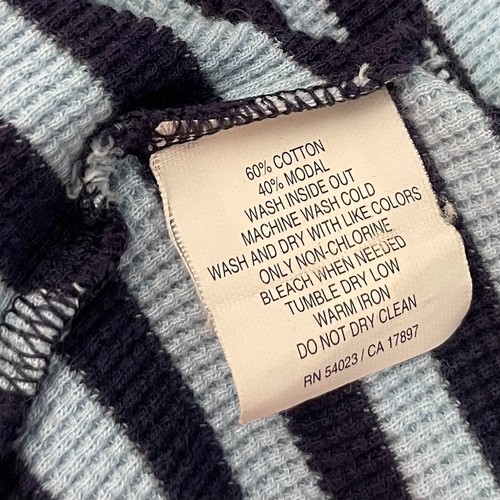 60% COTTON
40% MODAL
WASH INSIDE OUT
MACHINE WASH COLD
WASH AND DRY WITH LIKE COLORS
ONLY NON-CHLORINE
BLEACH WHEN NEEDED
TUMBLE DRY LOW
WARM IRON
DO NOT DRY CLEAN
RN 54023 / CA 17897